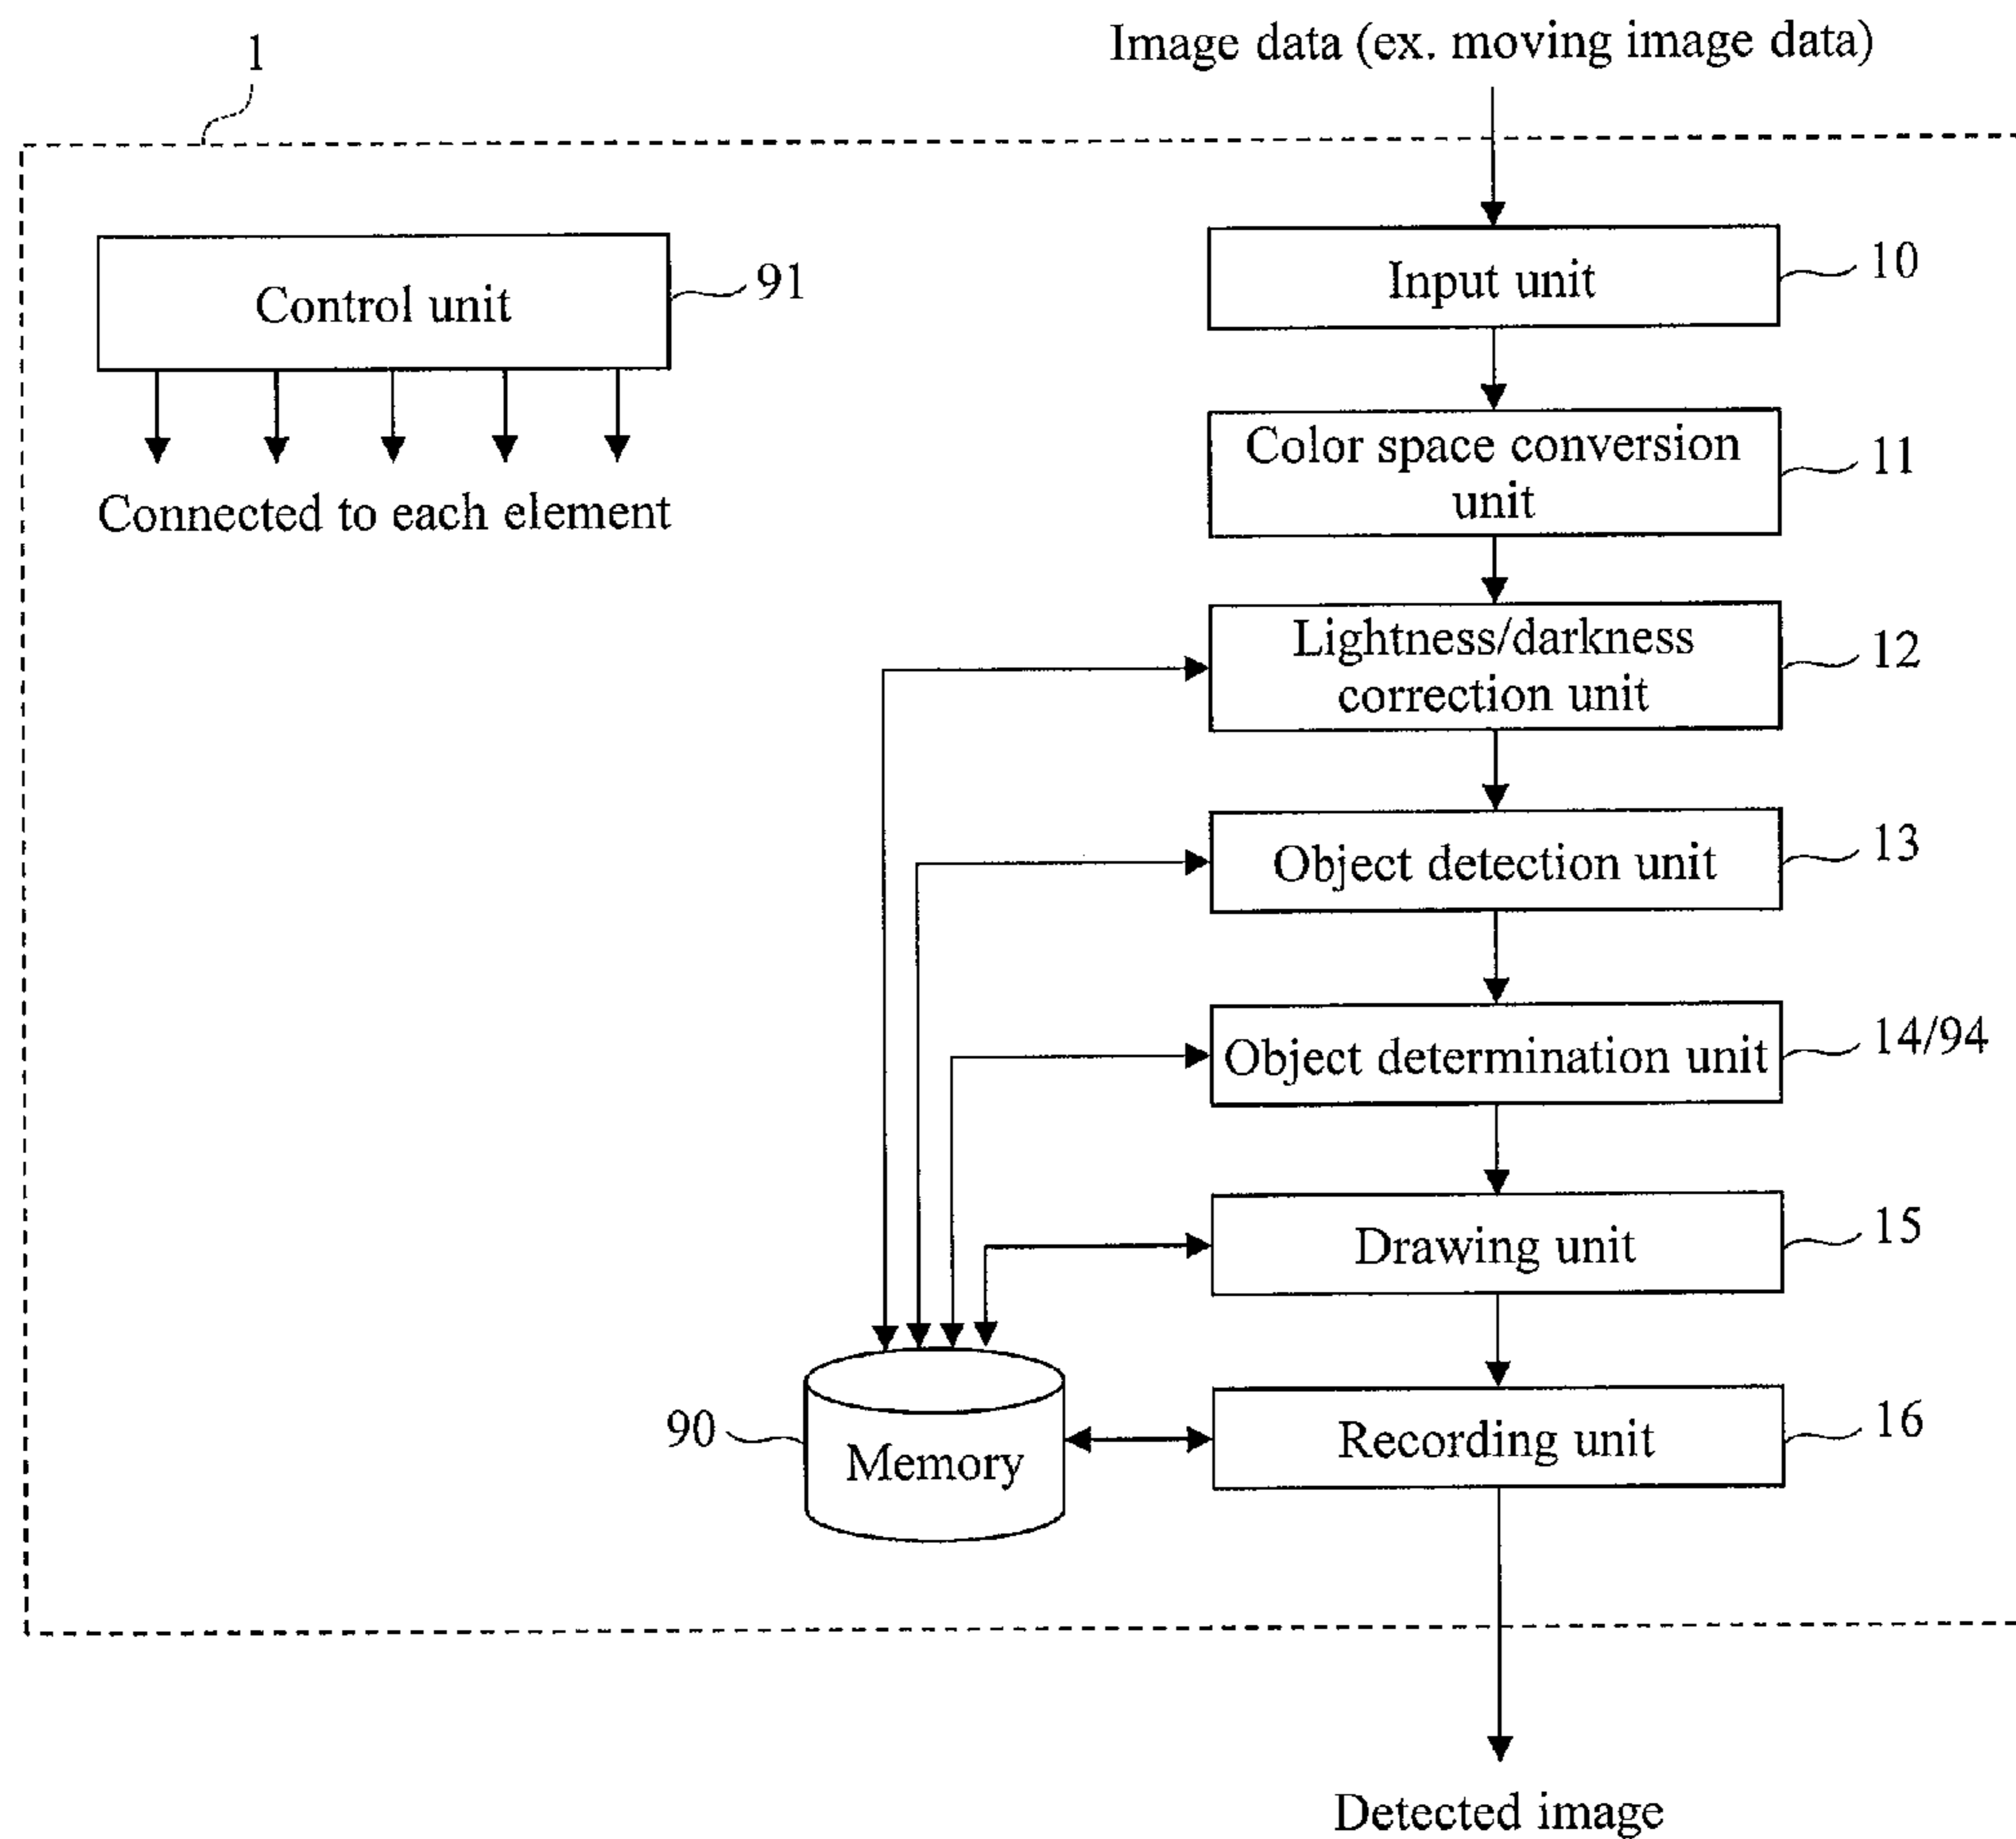 1
Image data (ex. moving image data)
Control unit
91
Connected to each element
Input unit
10
Color space conversion
unit
11
Lightness/darkness
correction unit
12
Object detection unit
13
Object determination unit
14/94
Drawing unit
15
90
Memory
Recording unit
16
Detected image